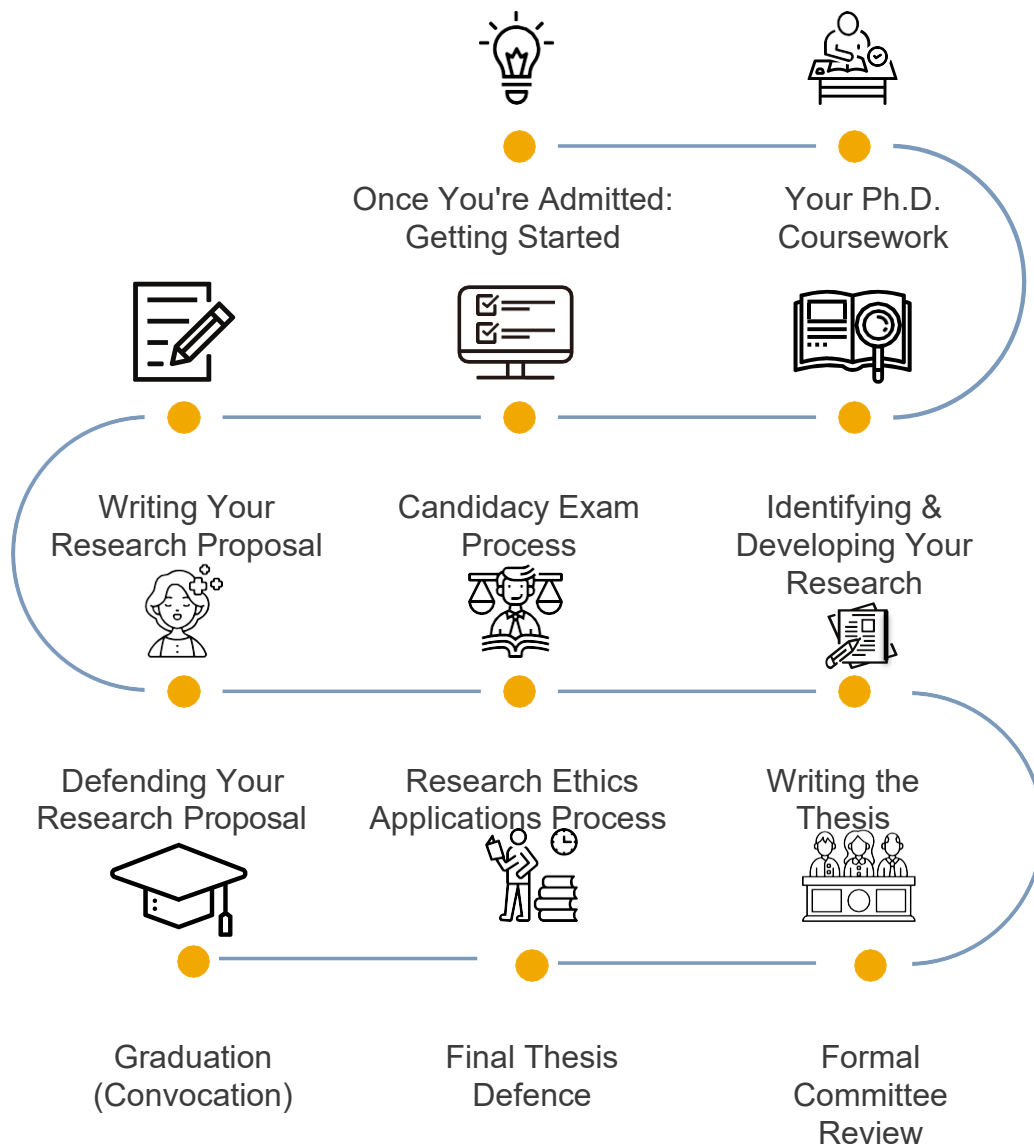 Once You're Admitted:
Getting Started
Your Ph.D.
Coursework
Writing Your
Research Proposal
Candidacy Exam
Process
Identifying &
Developing Your
Research
Defending Your
Research Proposal
Research Ethics
Applications Process
Writing the
Thesis
Graduation
(Convocation)
Final Thesis
Defence
Formal
Committee
Review